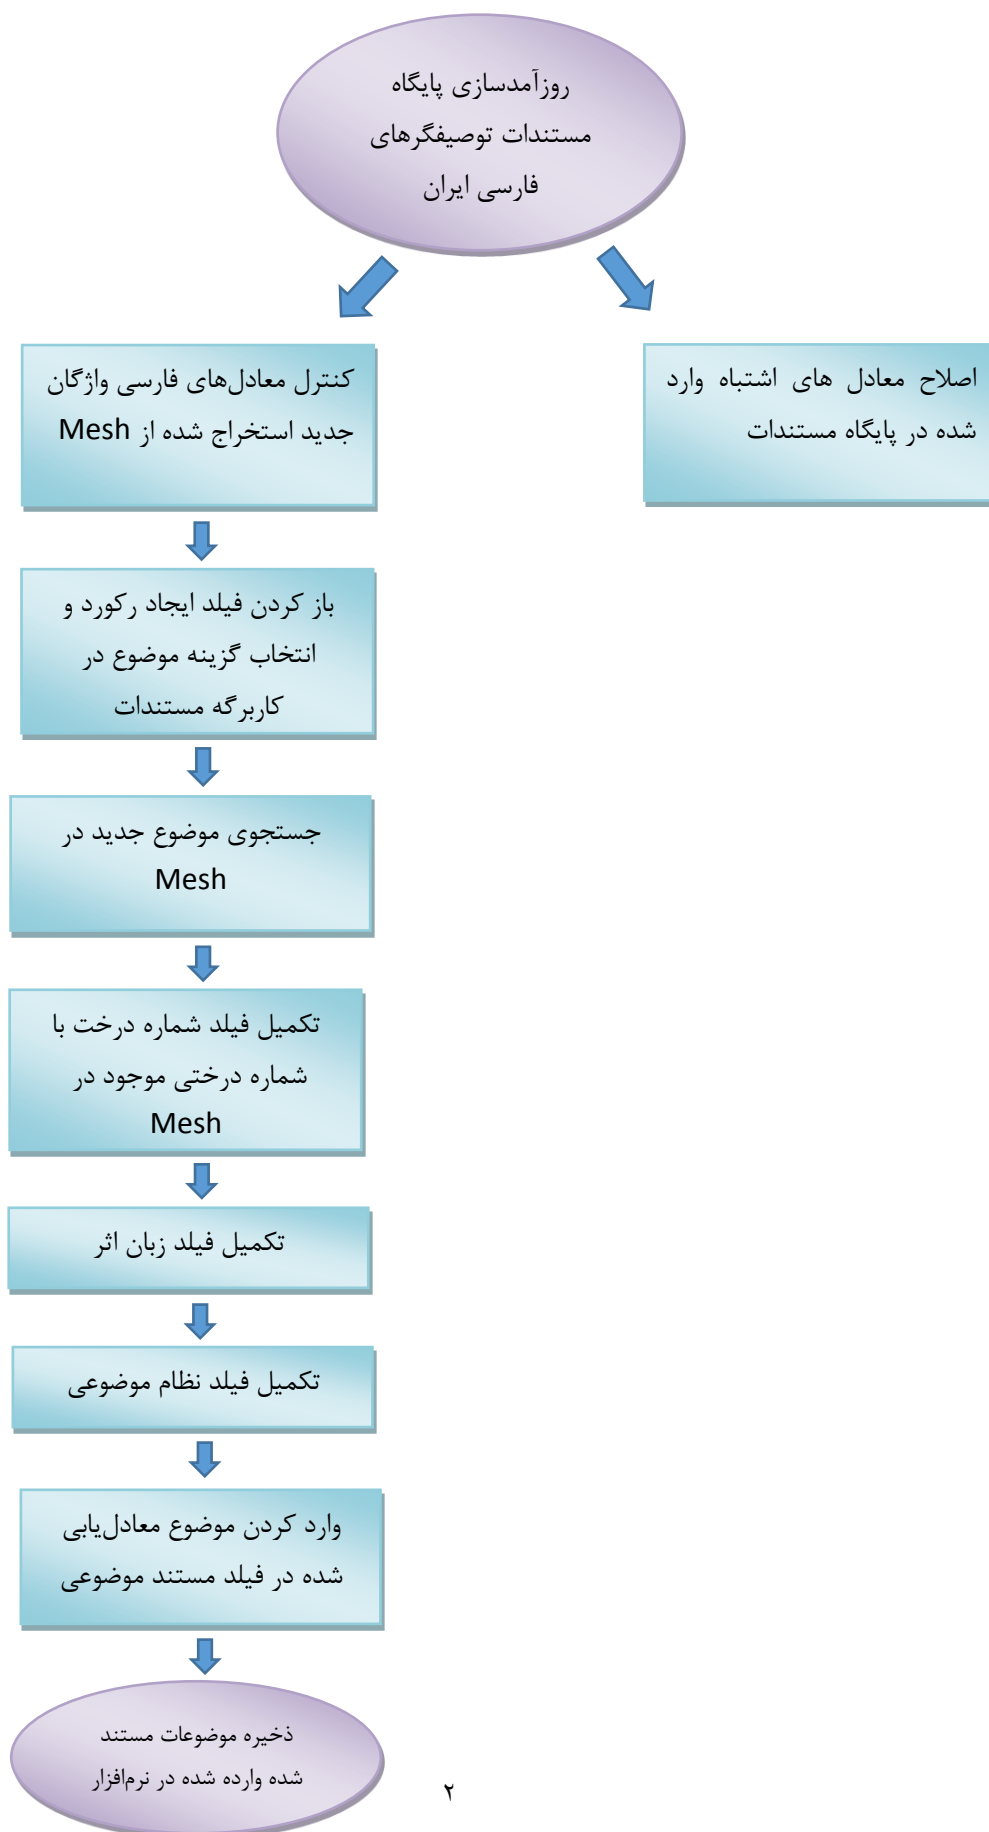 روزآمدسازی پایگاه
مستندات توصیفگرهای
فارسی ایران
اصلاح معادل های اشتباه وارد
شده در پایگاه مستندات
کنترل معادل‌های فارسی واژگان
جدید استخراج شده از Mesh
باز کردن فیلد ایجاد رکورد و
انتخاب گزینه موضوع در
کاربرگه مستندات
جستجوی موضوع جدید در
Mesh
تکمیل فیلد شماره درخت با
شماره درختی موجود در
Mesh
تکمیل فیلد زبان اثر
تکمیل فیلد نظام موضوعی
وارد کردن موضوع معادل‌یابی
شده در فیلد مستند موضوعی
ذخیره موضوعات مستند
شده وارده شده در نرم‌افزار
۲